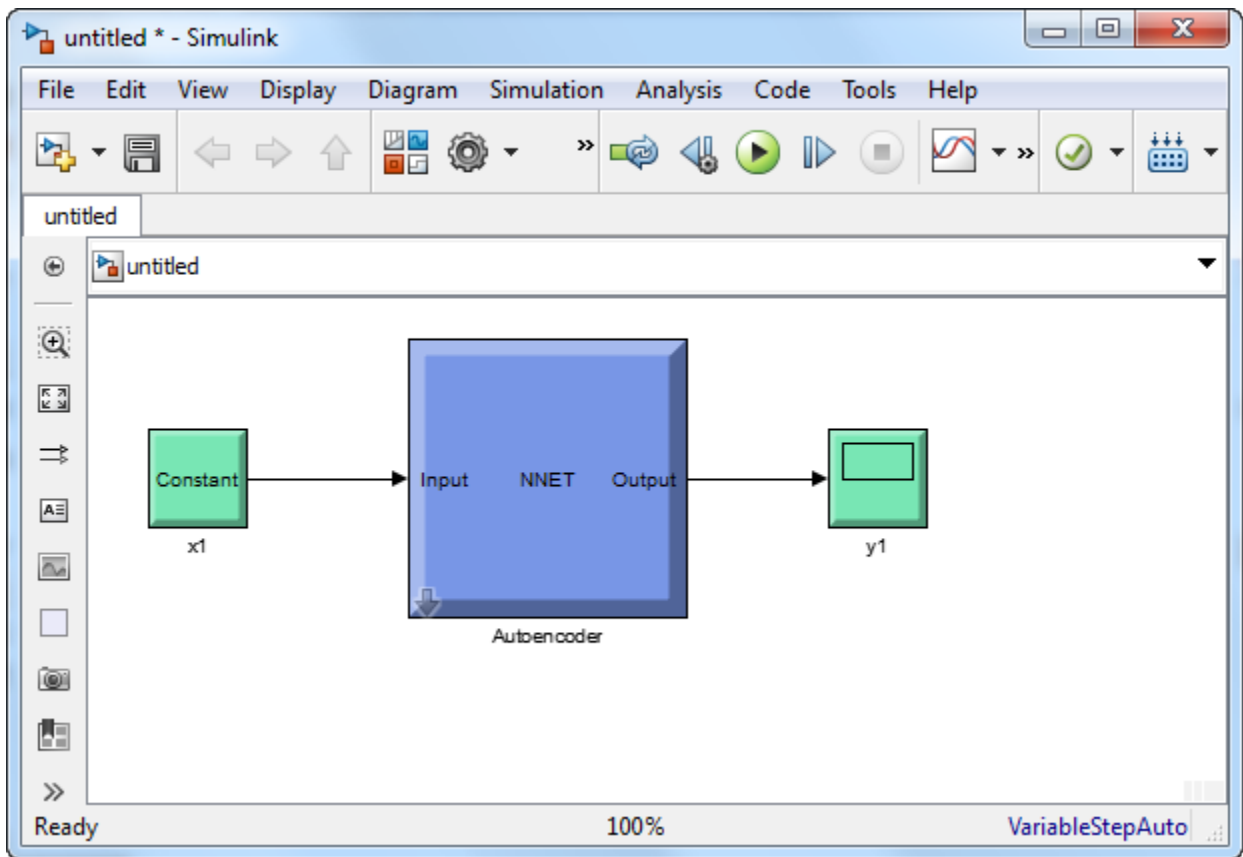 untitled * - Simulink
File Edit View Display Diagram Simulation Analysis Code Tools Help
untitled
untitled
Constant
x1
Input NNET Output
Autoencoder
y1
Ready 100% VariableStepAuto